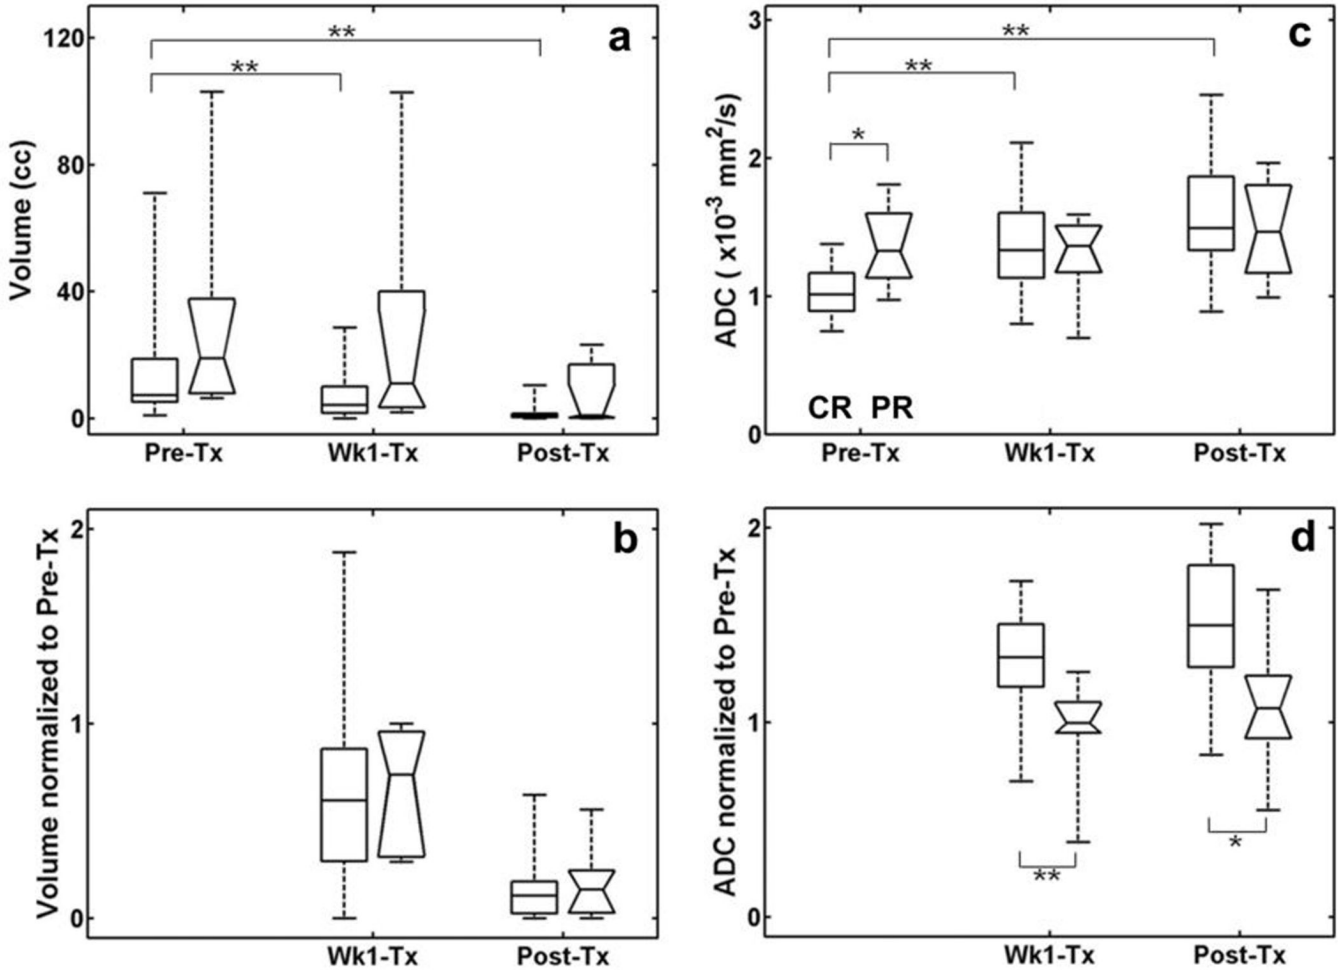 a
Volume (cc)
120
80
40
0
**
**
Pre-Tx Wk1-Tx Post-Tx
c
ADC ( x10⁻³ mm²/s)
3
2
1
0
**
**
*
CR PR
Pre-Tx Wk1-Tx Post-Tx
b
Volume normalized to Pre-Tx
2
1
0
Wk1-Tx Post-Tx
d
ADC normalized to Pre-Tx
2
1
0
**
*
Wk1-Tx Post-Tx